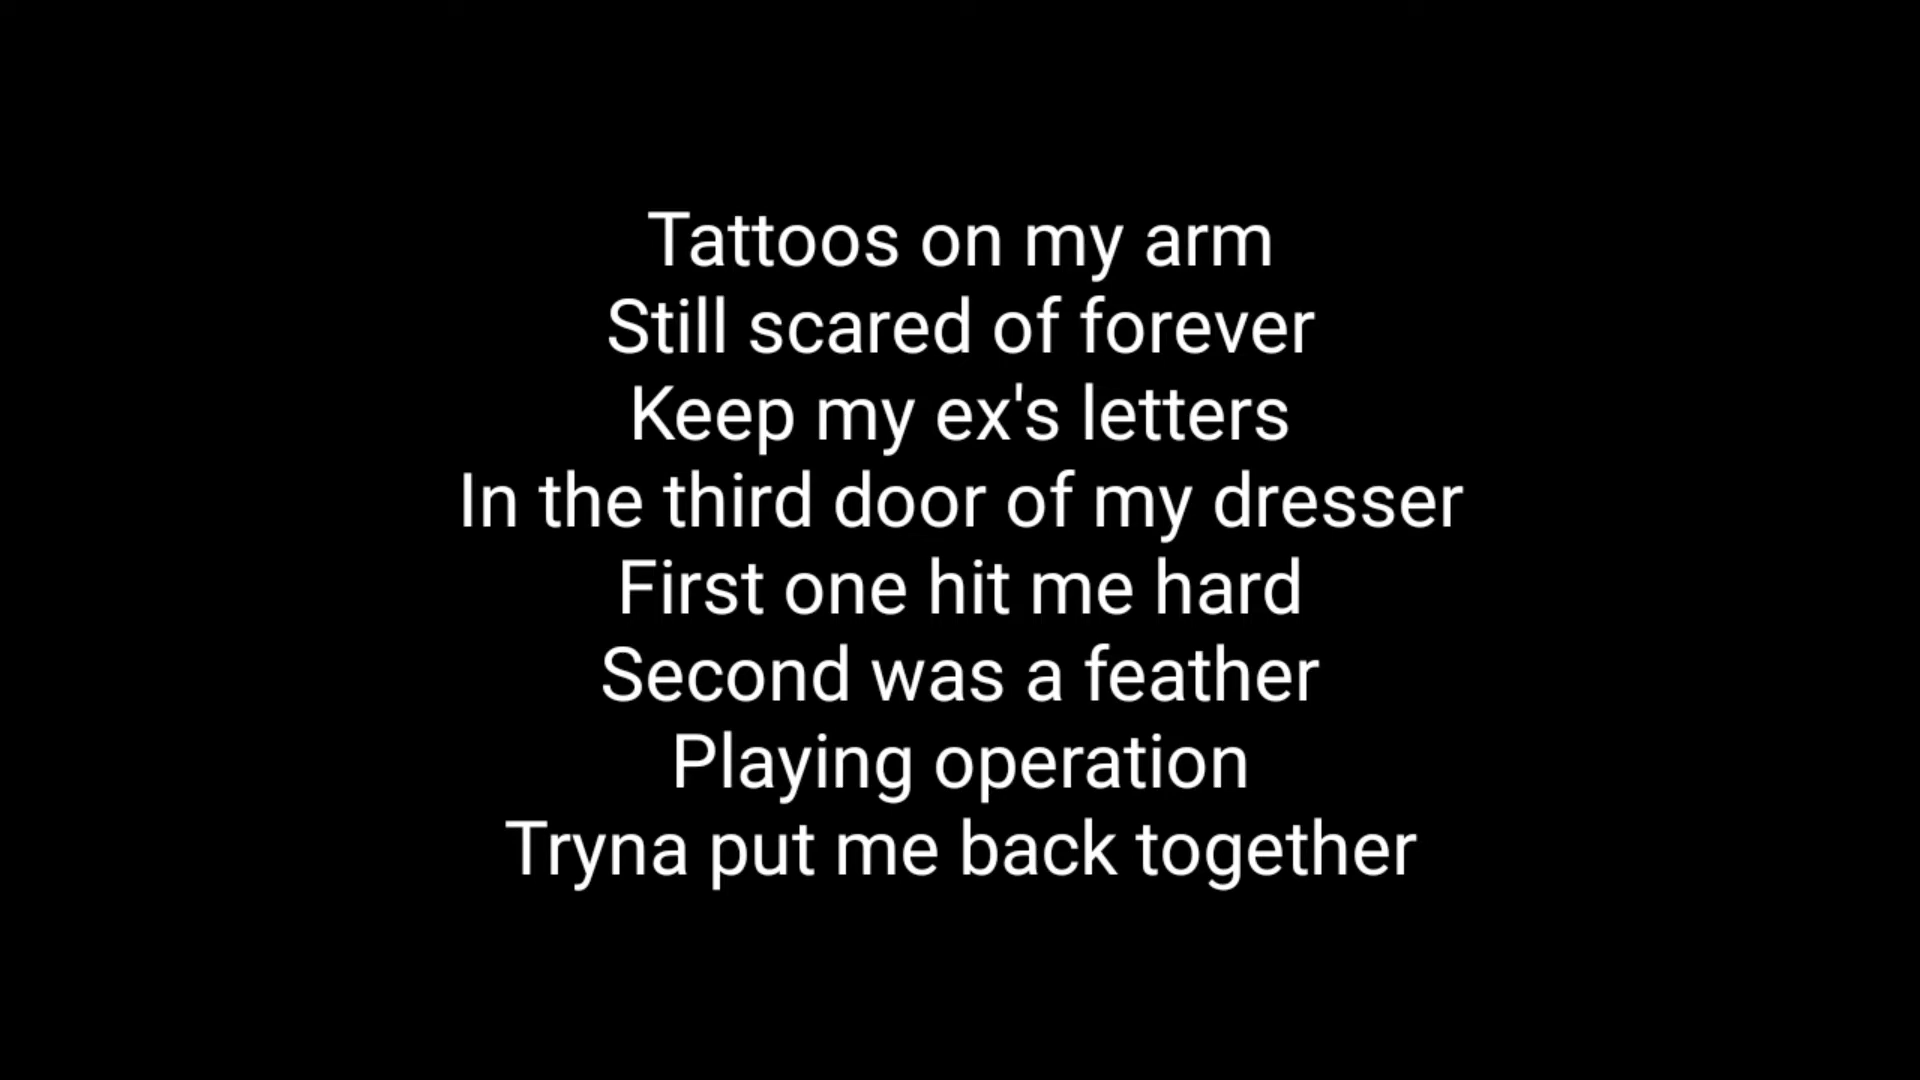 Tattoos on my arm
Still scared of forever
Keep my ex's letters
In the third door of my dresser
First one hit me hard
Second was a feather
Playing operation
Tryna put me back together